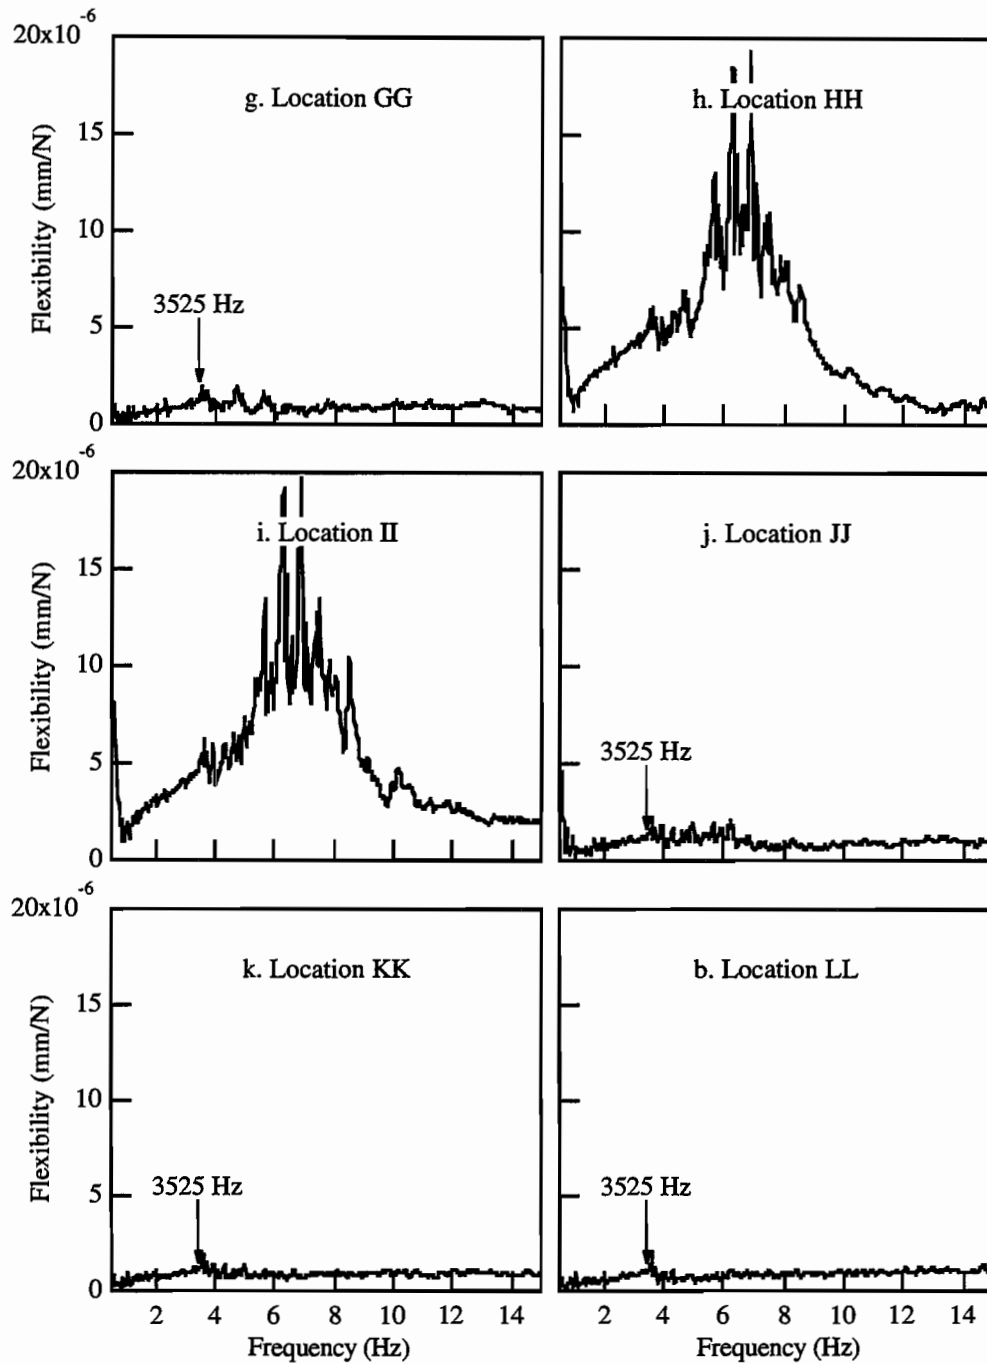 20x10-6
g. Location GG
h. Location HH
15
10
5
0
Flexibility (mm/N)
3525 Hz
20x10-6
i. Location II
j. Location JJ
15
10
5
0
Flexibility (mm/N)
3525 Hz
20x10-6
k. Location KK
b. Location LL
15
10
5
0
Flexibility (mm/N)
3525 Hz
3525 Hz
2 4 6 8 10 12 14
2 4 6 8 10 12 14
Frequency (Hz)
Frequency (Hz)